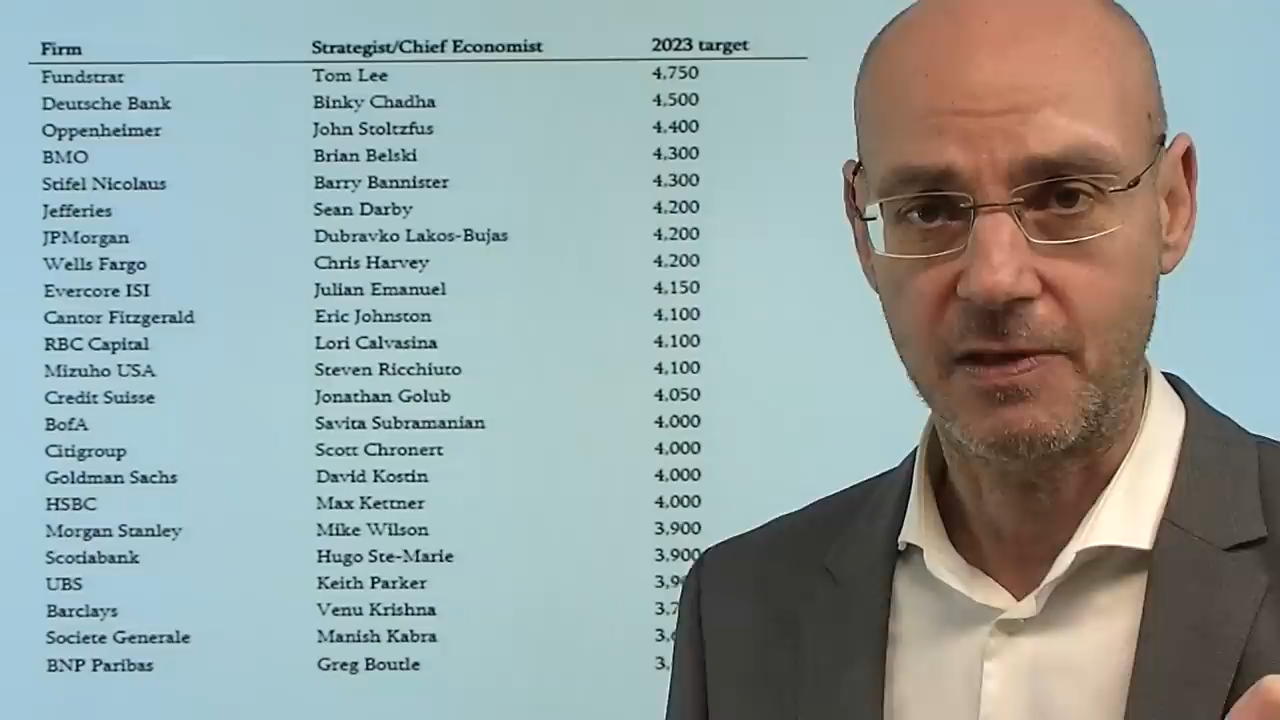 Firm Strategist/Chief Economist 2023 target
Fundstrat Tom Lee 4,750
Deutsche Bank Binky Chadha 4,500
Oppenheimer John Stoltzfus 4,400
BMO Brian Belski 4,300
Stifel Nicolaus Barry Bannister 4,300
Jefferies Sean Darby 4,200
JPMorgan Dubravko Lakos-Bujas 4,200
Wells Fargo Chris Harvey 4,200
Evercore ISI Julian Emanuel 4,150
Cantor Fitzgerald Eric Johnston 4,100
RBC Capital Lori Calvasina 4,100
Mizuho USA Steven Ricchiuto 4,100
Credit Suisse Jonathan Golub 4,050
BofA Savita Subramanian 4,000
Citigroup Scott Chronert 4,000
Goldman Sachs David Kostin 4,000
HSBC Max Kettner 4,000
Morgan Stanley Mike Wilson 3,900
Scotiabank Hugo Ste-Marie 3,900
UBS Keith Parker
Barclays Venu Krishna
Societe Generale Manish Kabra
BNP Paribas Greg Boutle